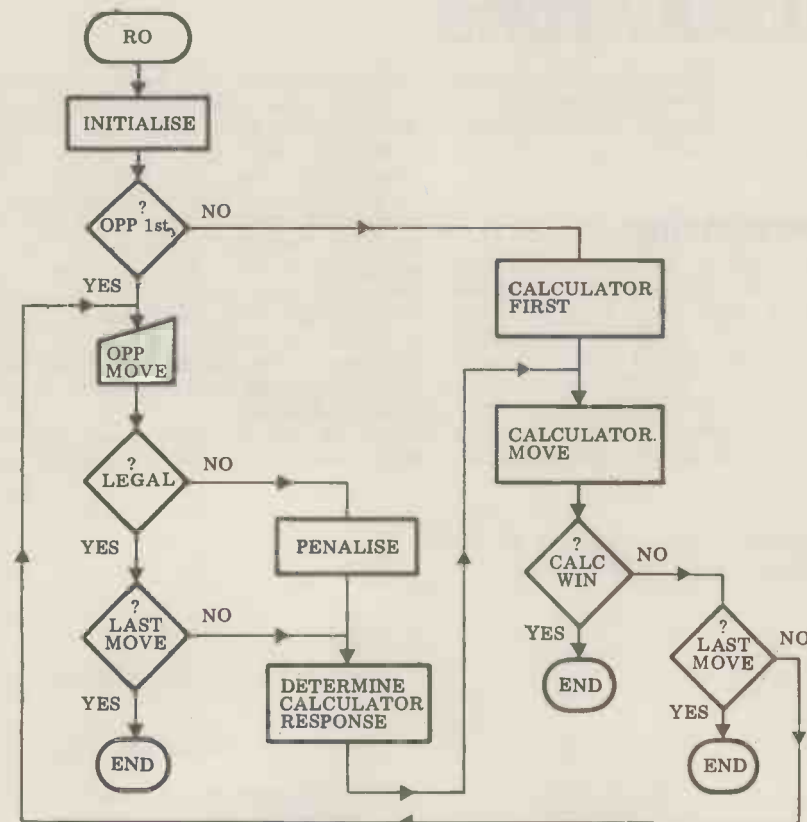 RO
INITIALISE
?
OPP 1st,
NO
YES
CALCULATOR
FIRST
OPP
MOVE
CALCULATOR.
MOVE
?
LEGAL
NO
YES
PENALISE
?
CALC
WIN
NO
YES
?
LAST
MOVE
NO
YES
END
?
LAST
MOVE
NO
YES
DETERMINE
CALCULATOR
RESPONSE
END
END